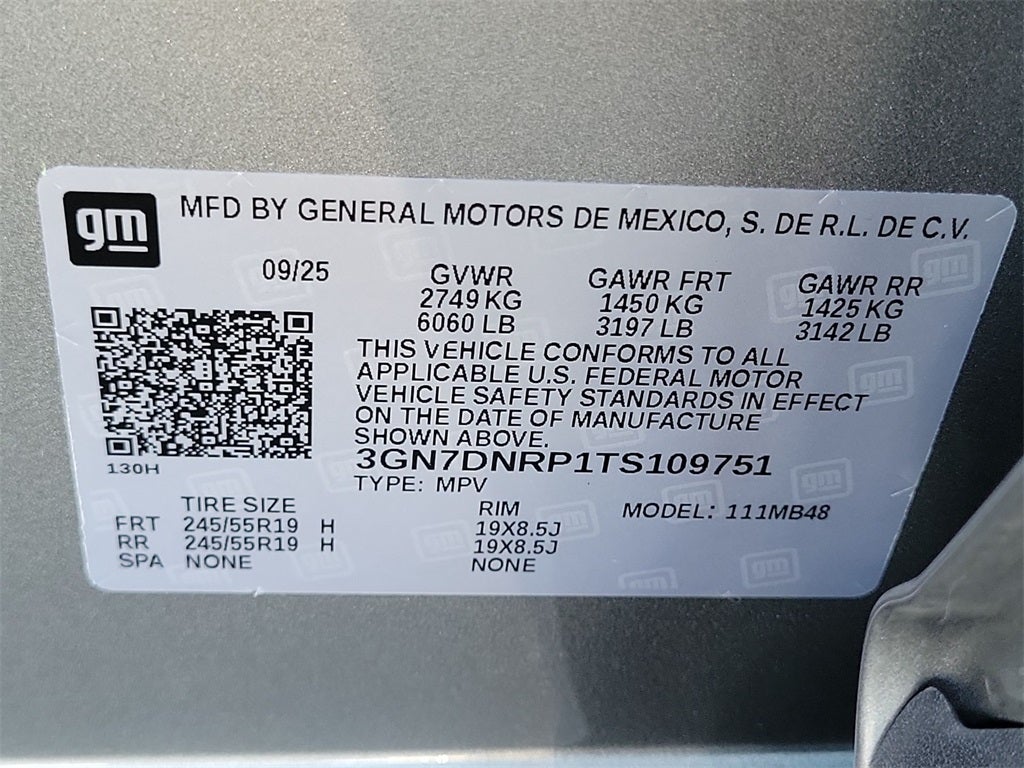 gm
MFD BY GENERAL MOTORS DE MEXICO, S. DE R.L. DE C.V.
09/25
GVWR GAWR FRT GAWR RR
2749 KG 1450 KG 1425 KG
6060 LB 3197 LB 3142 LB
THIS VEHICLE CONFORMS TO ALL
APPLICABLE U.S. FEDERAL MOTOR
VEHICLE SAFETY STANDARDS IN EFFECT
ON THE DATE OF MANUFACTURE
SHOWN ABOVE.
3GN7DNRP1TS109751
130H
TYPE: MPV
TIRE SIZE RIM MODEL: 111MB48
FRT 245/55R19 H 19X8.5J
RR 245/55R19 H 19X8.5J
SPA NONE NONE